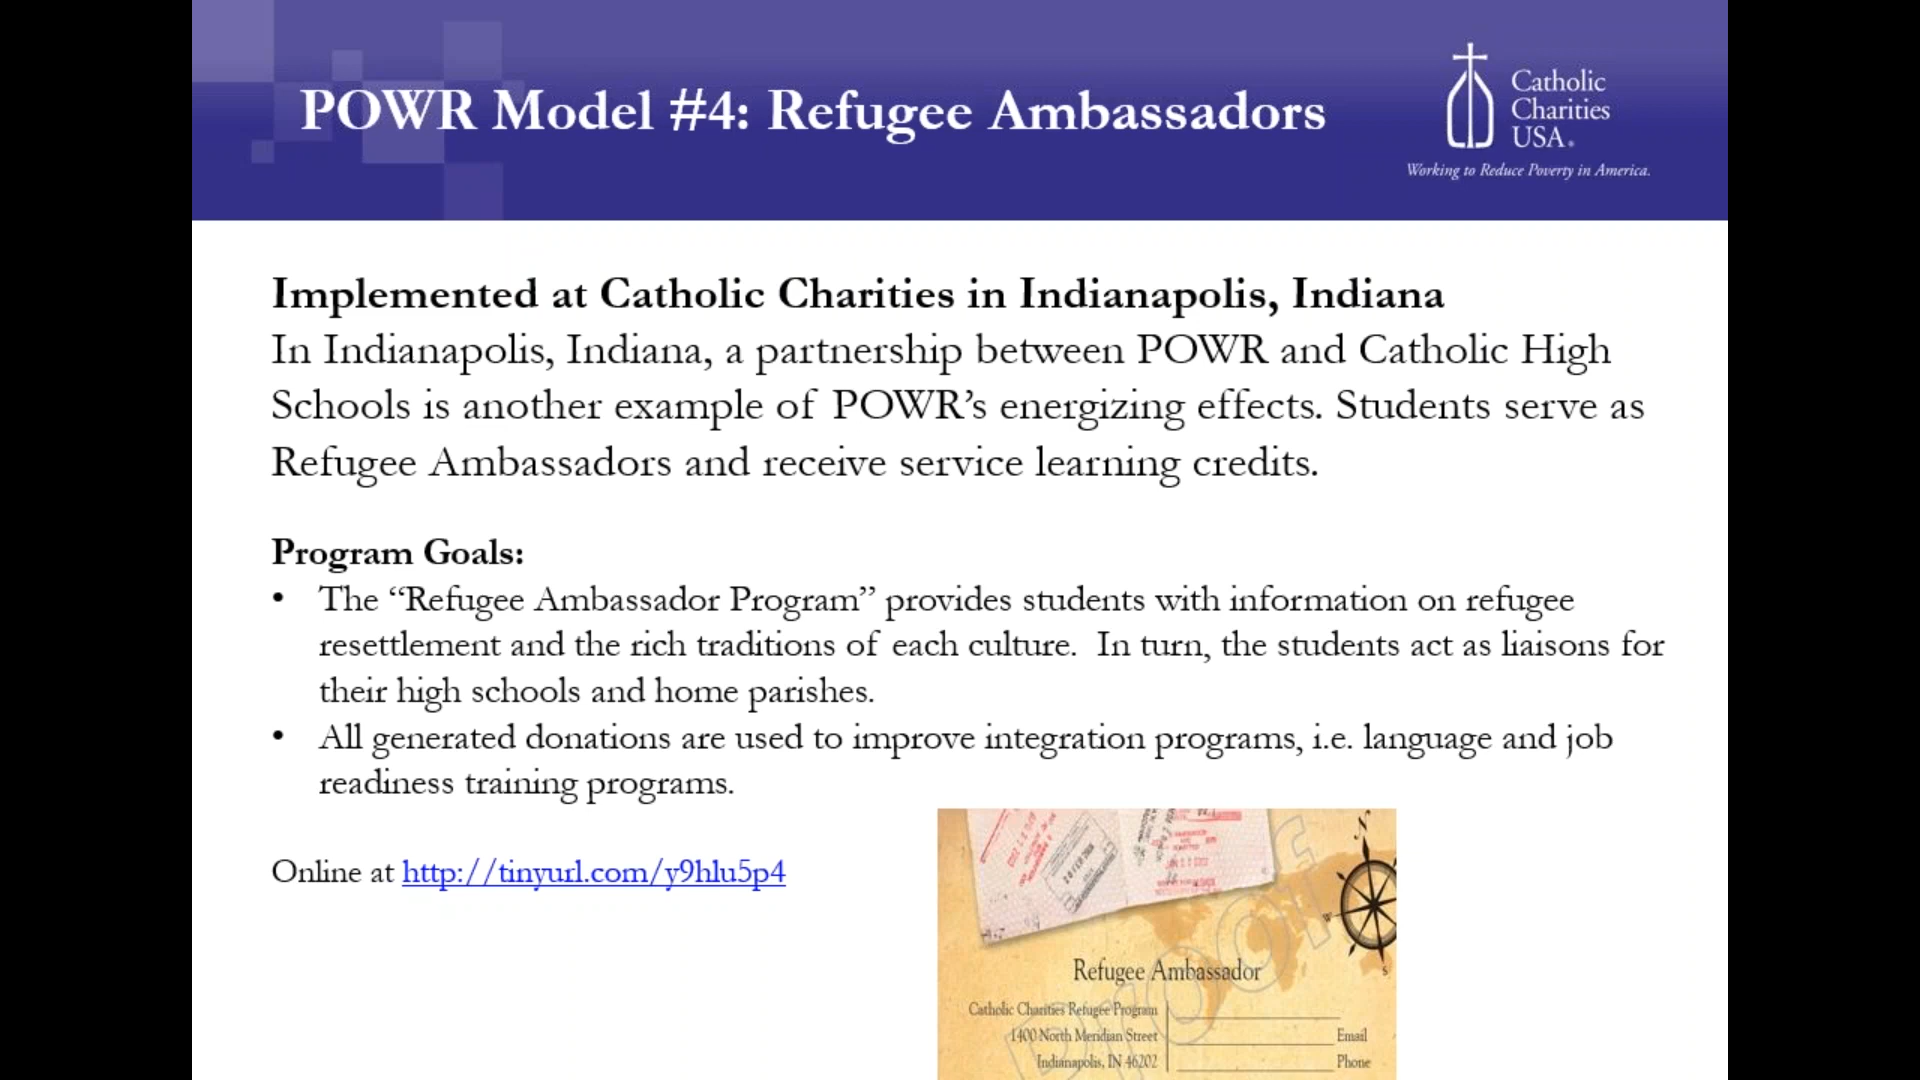 POWR Model #4: Refugee Ambassadors
Catholic
Charities
USA®
Working to Reduce Poverty in America.
Implemented at Catholic Charities in Indianapolis, Indiana
In Indianapolis, Indiana, a partnership between POWR and Catholic High
Schools is another example of POWR’s energizing effects. Students serve as
Refugee Ambassadors and receive service learning credits.
Program Goals:
• The “Refugee Ambassador Program” provides students with information on refugee
resettlement and the rich traditions of each culture.  In turn, the students act as liaisons for
their high schools and home parishes.
• All generated donations are used to improve integration programs, i.e. language and job
readiness training programs.
Online at http://tinyurl.com/y9hlu5p4
N
W
S
Proof
Refugee Ambassador
Catholic Charities Refugee Program
1400 North Meridian Street
Email
Indianapolis, IN 46202
Phone